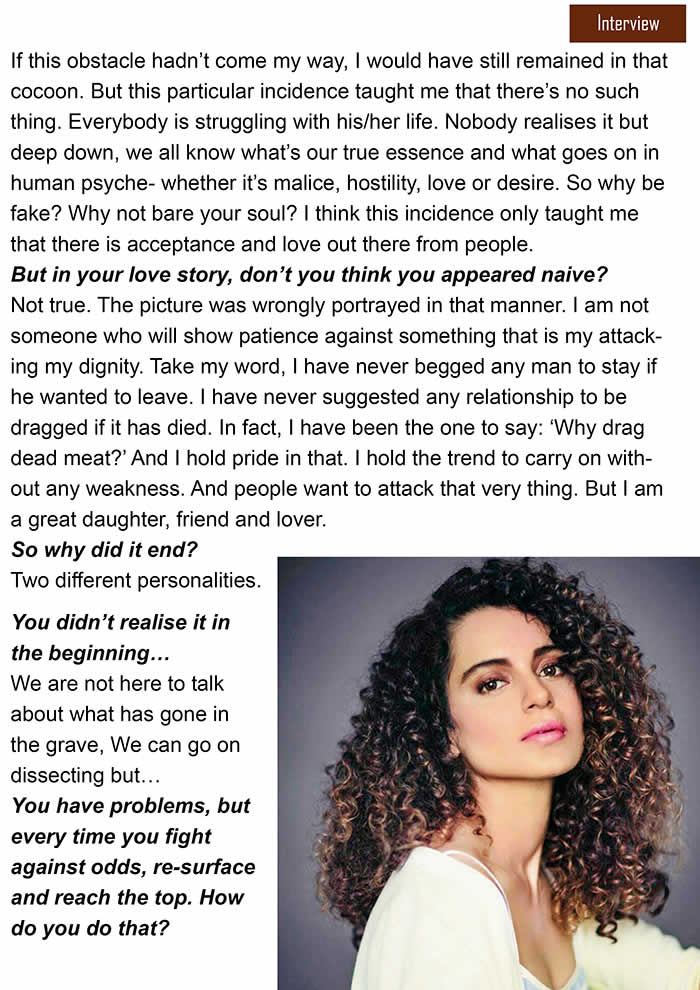 Interview
If this obstacle hadn’t come my way, I would have still remained in that
cocoon. But this particular incidence taught me that there’s no such
thing. Everybody is struggling with his/her life. Nobody realises it but
deep down, we all know what’s our true essence and what goes on in
human psyche- whether it’s malice, hostility, love or desire. So why be
fake? Why not bare your soul? I think this incidence only taught me
that there is acceptance and love out there from people.
But in your love story, don’t you think you appeared naive?
Not true. The picture was wrongly portrayed in that manner. I am not
someone who will show patience against something that is my attack-
ing my dignity. Take my word, I have never begged any man to stay if
he wanted to leave. I have never suggested any relationship to be
dragged if it has died. In fact, I have been the one to say: ‘Why drag
dead meat?’ And I hold pride in that. I hold the trend to carry on with-
out any weakness. And people want to attack that very thing. But I am
a great daughter, friend and lover.
So why did it end?
Two different personalities.
You didn’t realise it in
the beginning…
We are not here to talk
about what has gone in
the grave, We can go on
dissecting but…
You have problems, but
every time you fight
against odds, re-surface
and reach the top. How
do you do that?